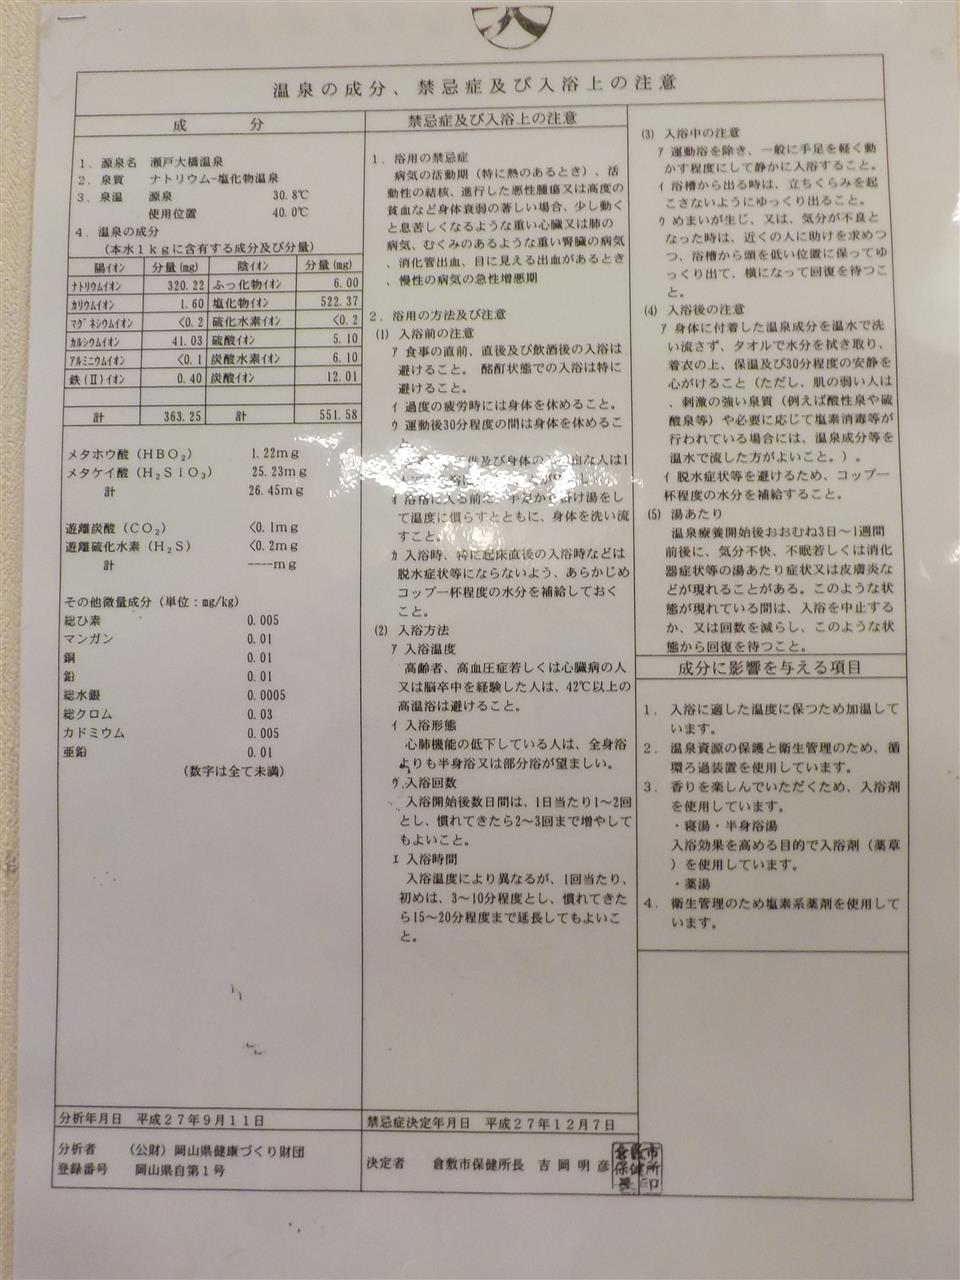 温泉の成分、禁忌症及び入浴上の注意
成　　分
1. 源泉名　瀬戸大橋温泉
2. 泉質　ナトリウム-塩化物温泉
3. 泉温　源泉　30.8℃
使用位置　40.0℃
4. 温泉の成分
(本水1kgに含有する成分及び分量)
陽イオン　分量(mg)　陰イオン　分量(mg)
ナトリウムイオン　320.22　ふっ化物イオン　6.00
カリウムイオン　1.60　塩化物イオン　522.37
マグネシウムイオン　<0.2　硫化水素イオン　<0.2
カルシウムイオン　41.03　硫酸イオン　5.10
アルミニウムイオン　<0.1　炭酸水素イオン　6.10
鉄(Ⅱ)イオン　0.40　炭酸イオン　12.01
計　363.25　計　551.58
メタホウ酸(HBO₂)　1.22mg
メタケイ酸(H₂SiO₃)　25.23mg
計　26.45mg
遊離炭酸(CO₂)　<0.1mg
遊離硫化水素(H₂S)　<0.2mg
計　----mg
その他微量成分(単位:mg/kg)
総ひ素　0.005
マンガン　0.01
銅　0.01
鉛　0.01
総水銀　0.0005
総クロム　0.03
カドミウム　0.005
亜鉛　0.01
(数字は全て未満)
分析年月日　平成27年9月11日
分析者　(公財)岡山県健康づくり財団
登録番号　岡山県自第1号
禁忌症及び入浴上の注意
1. 浴用の禁忌症
病気の活動期(特に熱のあるとき)、活
動性の結核、進行した悪性腫瘍又は高度の
貧血など身体衰弱の著しい場合、少し動く
と息苦しくなるような重い心臓又は肺の
病気、むくみのあるような重い腎臓の病気
、消化管出血、目に見える出血があるとき
、慢性の病気の急性増悪期
2. 浴用の方法及び注意
(1) 入浴前の注意
ｱ 食事の直前、直後及び飲酒後の入浴は
避けること。 酩酊状態での入浴は特に
避けること。
ｲ 過度の疲労時には身体を休めること。
ｳ 運動後30分程度の間は身体を休めるこ
と。
及び身体の 人は1
ｵ 浴槽に入る前 手足から掛け湯をし
て温度に慣らすとともに、身体を洗い流
すこと。
ｶ 入浴時、特に起床直後の入浴時などは
脱水症状等にならないよう、あらかじめ
コップ一杯程度の水分を補給しておく
こと。
(2) 入浴方法
ｱ 入浴温度
高齢者、高血圧症若しくは心臓病の人
又は脳卒中を経験した人は、42℃以上の
高温浴は避けること。
ｲ 入浴形態
心肺機能の低下している人は、全身浴
よりも半身浴又は部分浴が望ましい。
ｳ 入浴回数
入浴開始後数日間は、1日当たり1～2回
とし、慣れてきたら2～3回まで増やして
もよいこと。
ｴ 入浴時間
入浴温度により異なるが、1回当たり、
初めは、3～10分程度とし、慣れてきた
ら15～20分程度まで延長してもよいこ
と。
禁忌症決定年月日　平成27年12月7日
決定者　倉敷市保健所長　吉岡明彦
倉敷市保健所長印
(3) 入浴中の注意
ｱ 運動浴を除き、一般に手足を軽く動
かす程度にして静かに入浴すること。
ｲ 浴槽から出る時は、立ちくらみを起
こさないようにゆっくり出ること。
ｳ めまいが生じ、又は、気分が不良と
なった時は、近くの人に助けを求めつ
つ、浴槽から頭を低い位置に保ってゆ
っくり出て、横になって回復を待つこ
と。
(4) 入浴後の注意
ｱ 身体に付着した温泉成分を温水で洗
い流さず、タオルで水分を拭き取り、
着衣の上、保温及び30分程度の安静を
心がけること(ただし、肌の弱い人は
、刺激の強い泉質(例えば酸性泉や硫
酸泉等)や必要に応じて塩素消毒等が
行われている場合には、温泉成分等を
温水で流した方がよいこと。)。
ｲ 脱水症状等を避けるため、コップ一
杯程度の水分を補給すること。
(5) 湯あたり
温泉療養開始後おおむね3日～1週間
前後に、気分不快、不眠若しくは消化
器症状等の湯あたり症状又は皮膚炎な
どが現れることがある。このような状
態が現れている間は、入浴を中止する
か、又は回数を減らし、このような状
態から回復を待つこと。
成分に影響を与える項目
1. 入浴に適した温度に保つため加温して
います。
2. 温泉資源の保護と衛生管理のため、循
環ろ過装置を使用しています。
3. 香りを楽しんでいただくため、入浴剤
を使用しています。
・寝湯・半身浴湯
入浴効果を高める目的で入浴剤(薬草
)を使用しています。
・薬湯
4. 衛生管理のため塩素系薬剤を使用して
います。